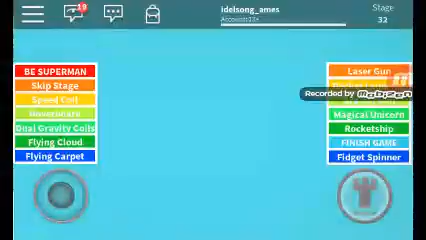 19
idelsong_ames
Account: 13+
Stage
32
BE SUPERMAN
Skip Stage
Speed Coil
Dual Gravity Coils
Flying Cloud
Flying Carpet
Laser Gun
Recorded by Mobizen
Magical Unicorn
Rocketship
FINISH GAME
Fidget Spinner